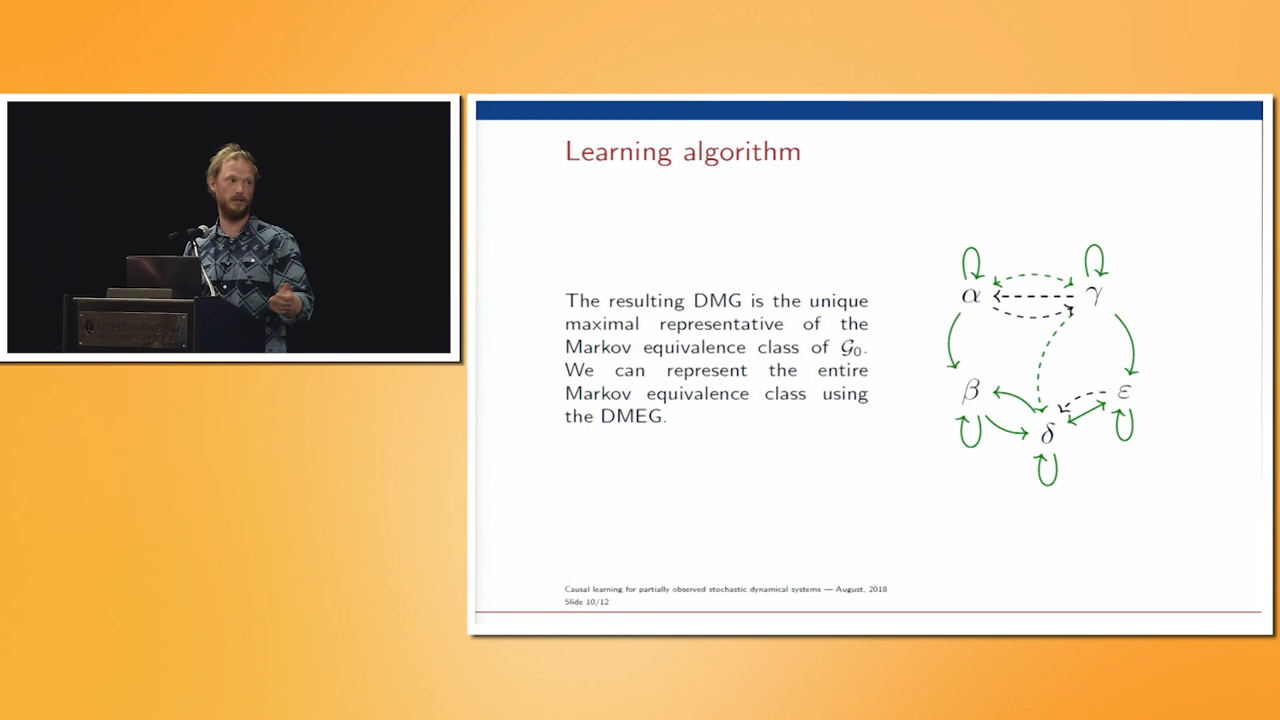 Learning algorithm
The resulting DMG is the unique
maximal representative of the
Markov equivalence class of 𝒢₀.
We can represent the entire
Markov equivalence class using
the DMEG.
α γ
β ε
δ
Causal learning for partially observed stochastic dynamical systems — August, 2018
Slide 10/12